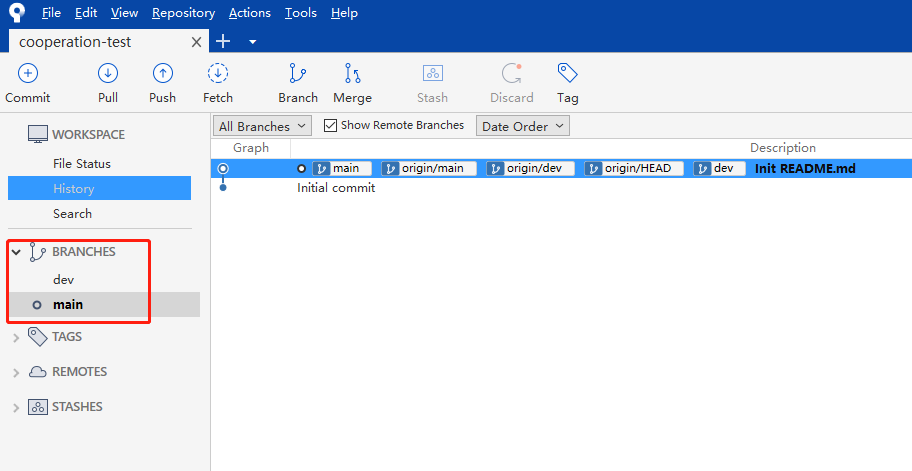 File Edit View Repository Actions Tools Help
cooperation-test
Commit Pull Push Fetch Branch Merge Stash Discard Tag
WORKSPACE
File Status
History
Search
BRANCHES
dev
main
TAGS
REMOTES
STASHES
All Branches Show Remote Branches Date Order
Graph Description
main origin/main origin/dev origin/HEAD dev Init README.md
Initial commit